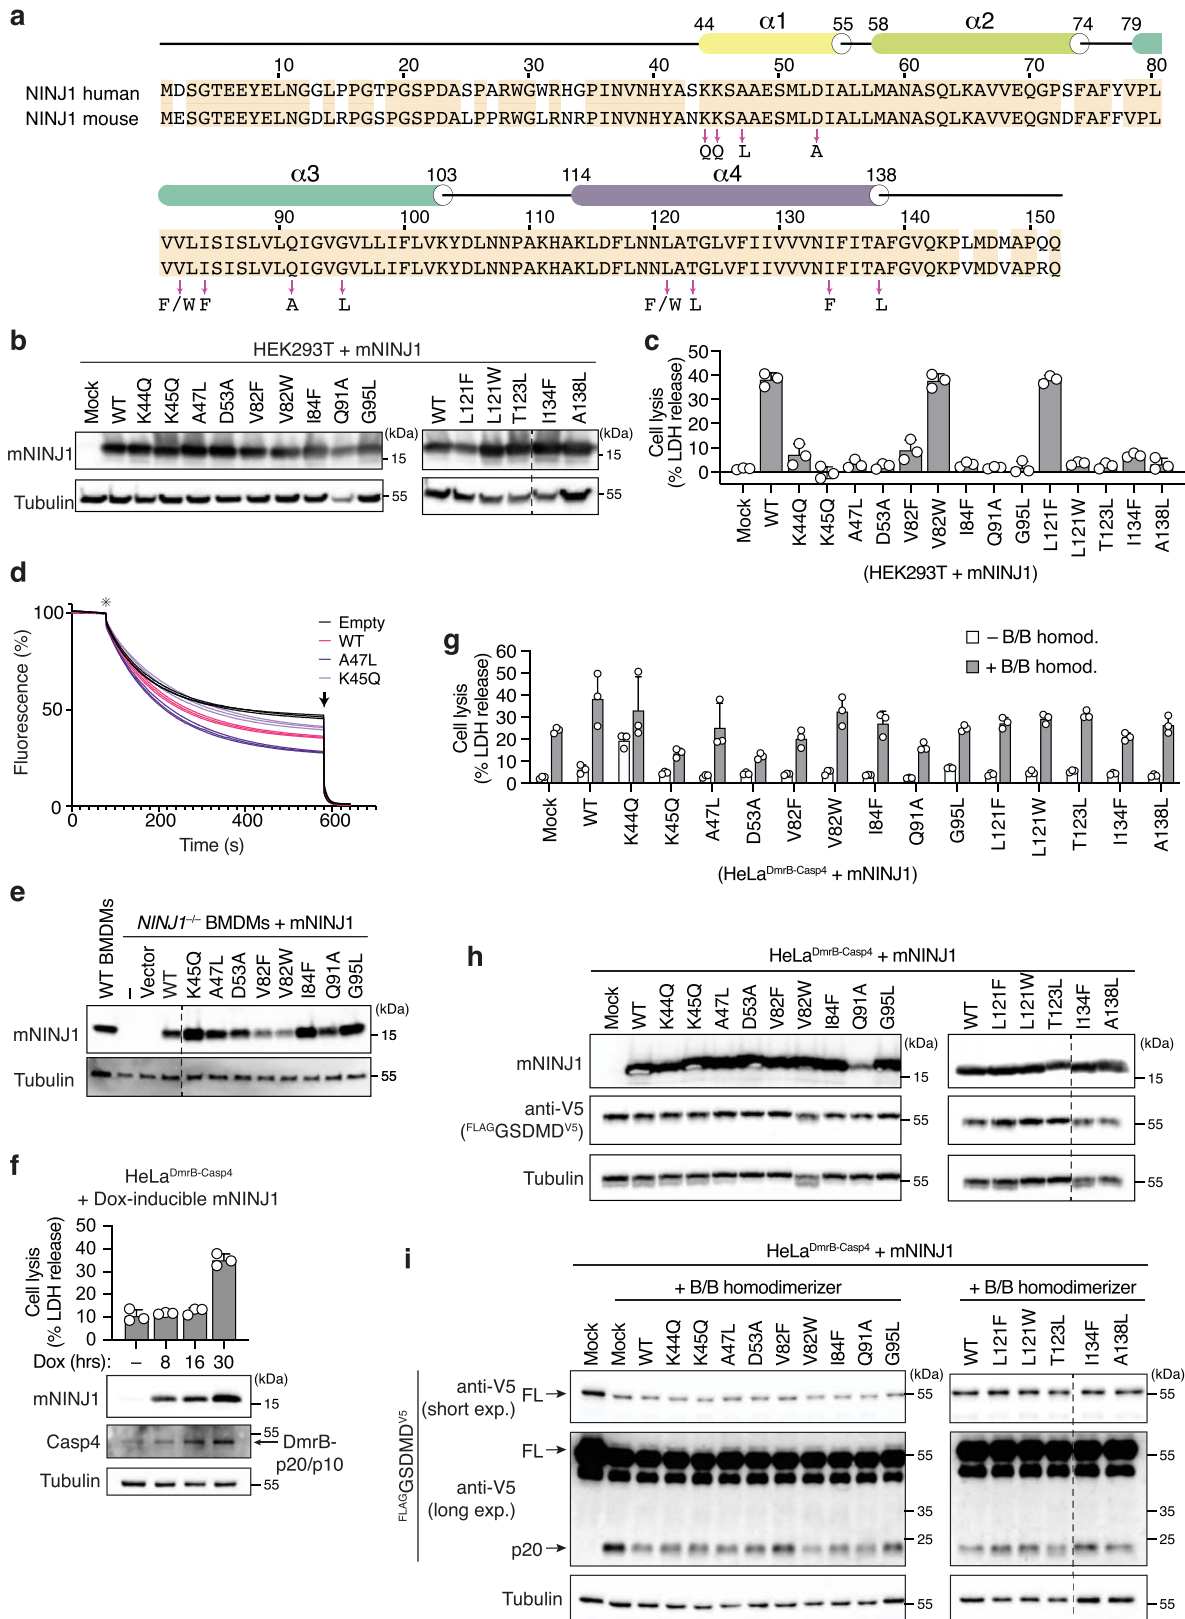 a
44 α1 55 58 α2 74 79
10 20 30 40 50 60 70 80
NINJ1 human MDSGTEEYELNGGLPPGTPGSPDASPARWGWRHGPINVNHYASKKSAAESMLDIALLMANASQLKAVVEQGPSFAFYVPL
NINJ1 mouse MESGTEEYELNGDLRPGSPGSPDALPPRWGLRNRPINVNHYANKKSAAESMLDIALLMANASQLKAVVEQGNDFAFFVPL
QQ L A
α3 103 114 α4 138
90 100 110 120 130 140 150
VVLISISLVLQIGVGVLLIFLVKYDLNNPAKHAKLDFLNNLATGLVFIIVVVNIFITAFGVQKPLMDMAPQQ
VVLISISLVLQIGVGVLLIFLVKYDLNNPAKHAKLDFLNNLATGLVFIIVVVNIFITAFGVQKPVMDVAPRQ
F/W F A L F/W L F L
b
HEK293T + mNINJ1
Mock WT K44Q K45Q A47L D53A V82F V82W I84F Q91A G95L WT L121F L121W T123L I134F A138L
(kDa) (kDa)
mNINJ1 15 15
Tubulin 55 55
c
Cell lysis
(% LDH release)
50
40
30
20
10
0
Mock WT K44Q K45Q A47L D53A V82F V82W I84F Q91A G95L L121F L121W T123L I134F A138L
(HEK293T + mNINJ1)
d
Fluorescence (%)
100
50
0
*
Empty
WT
A47L
K45Q
0 200 400 600
Time (s)
g
– B/B homod.
+ B/B homod.
Cell lysis
(% LDH release)
60
50
40
30
20
10
0
Mock WT K44Q K45Q A47L D53A V82F V82W I84F Q91A G95L L121F L121W T123L I134F A138L
(HeLaDmrB-Casp4 + mNINJ1)
e
WT BMDMs
NINJ1–/– BMDMs + mNINJ1
– Vector WT K45Q A47L D53A V82F V82W I84F Q91A G95L
(kDa)
mNINJ1 15
Tubulin 55
f
HeLaDmrB-Casp4
+ Dox-inducible mNINJ1
Cell lysis
(% LDH release)
50
40
30
20
10
0
Dox (hrs): – 8 16 30
(kDa)
mNINJ1 15
Casp4 55 DmrB-
p20/p10
Tubulin 55
h
HeLaDmrB-Casp4 + mNINJ1
Mock WT K44Q K45Q A47L D53A V82F V82W I84F Q91A G95L WT L121F L121W T123L I134F A138L
(kDa) (kDa)
mNINJ1 15 15
anti-V5
(FLAGGSDMDV5) 55 55
Tubulin 55 55
i
HeLaDmrB-Casp4 + mNINJ1
+ B/B homodimerizer + B/B homodimerizer
Mock Mock WT K44Q K45Q A47L D53A V82F V82W I84F Q91A G95L WT L121F L121W T123L I134F A138L
(kDa) (kDa)
FLAGGSDMDV5
anti-V5
(short exp.) FL 55 55
FL 55 55
anti-V5
(long exp.)
35 35
25 25
p20
Tubulin 55 55